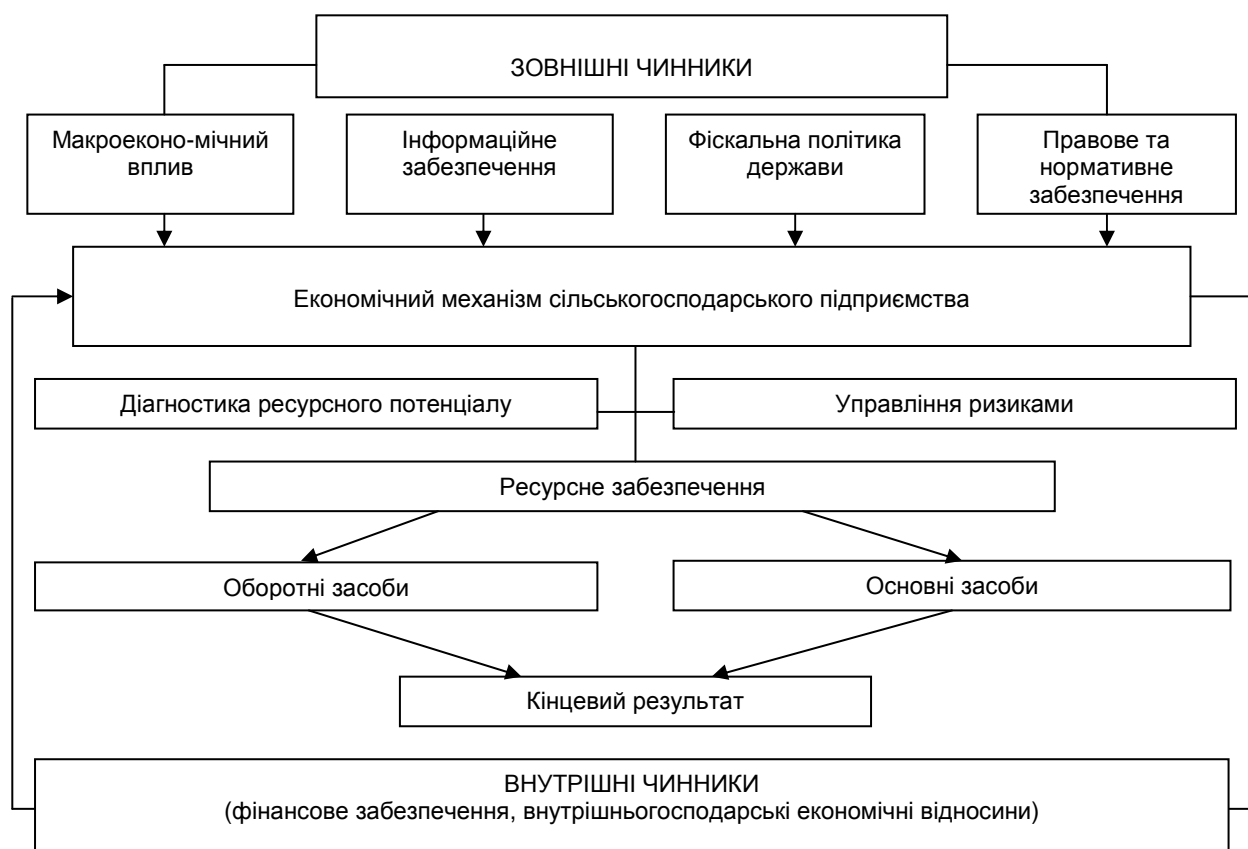 ЗОВНІШНІ ЧИННИКИ
Макроеконо-мічний
вплив
Інформаційне
забезпечення
Фіскальна політика
держави
Правове та
нормативне
забезпечення
Економічний механізм сільськогосподарського підприємства
Діагностика ресурсного потенціалу
Управління ризиками
Ресурсне забезпечення
Оборотні засоби
Основні засоби
Кінцевий результат
ВНУТРІШНІ ЧИННИКИ
(фінансове забезпечення, внутрішньогосподарські економічні відносини)